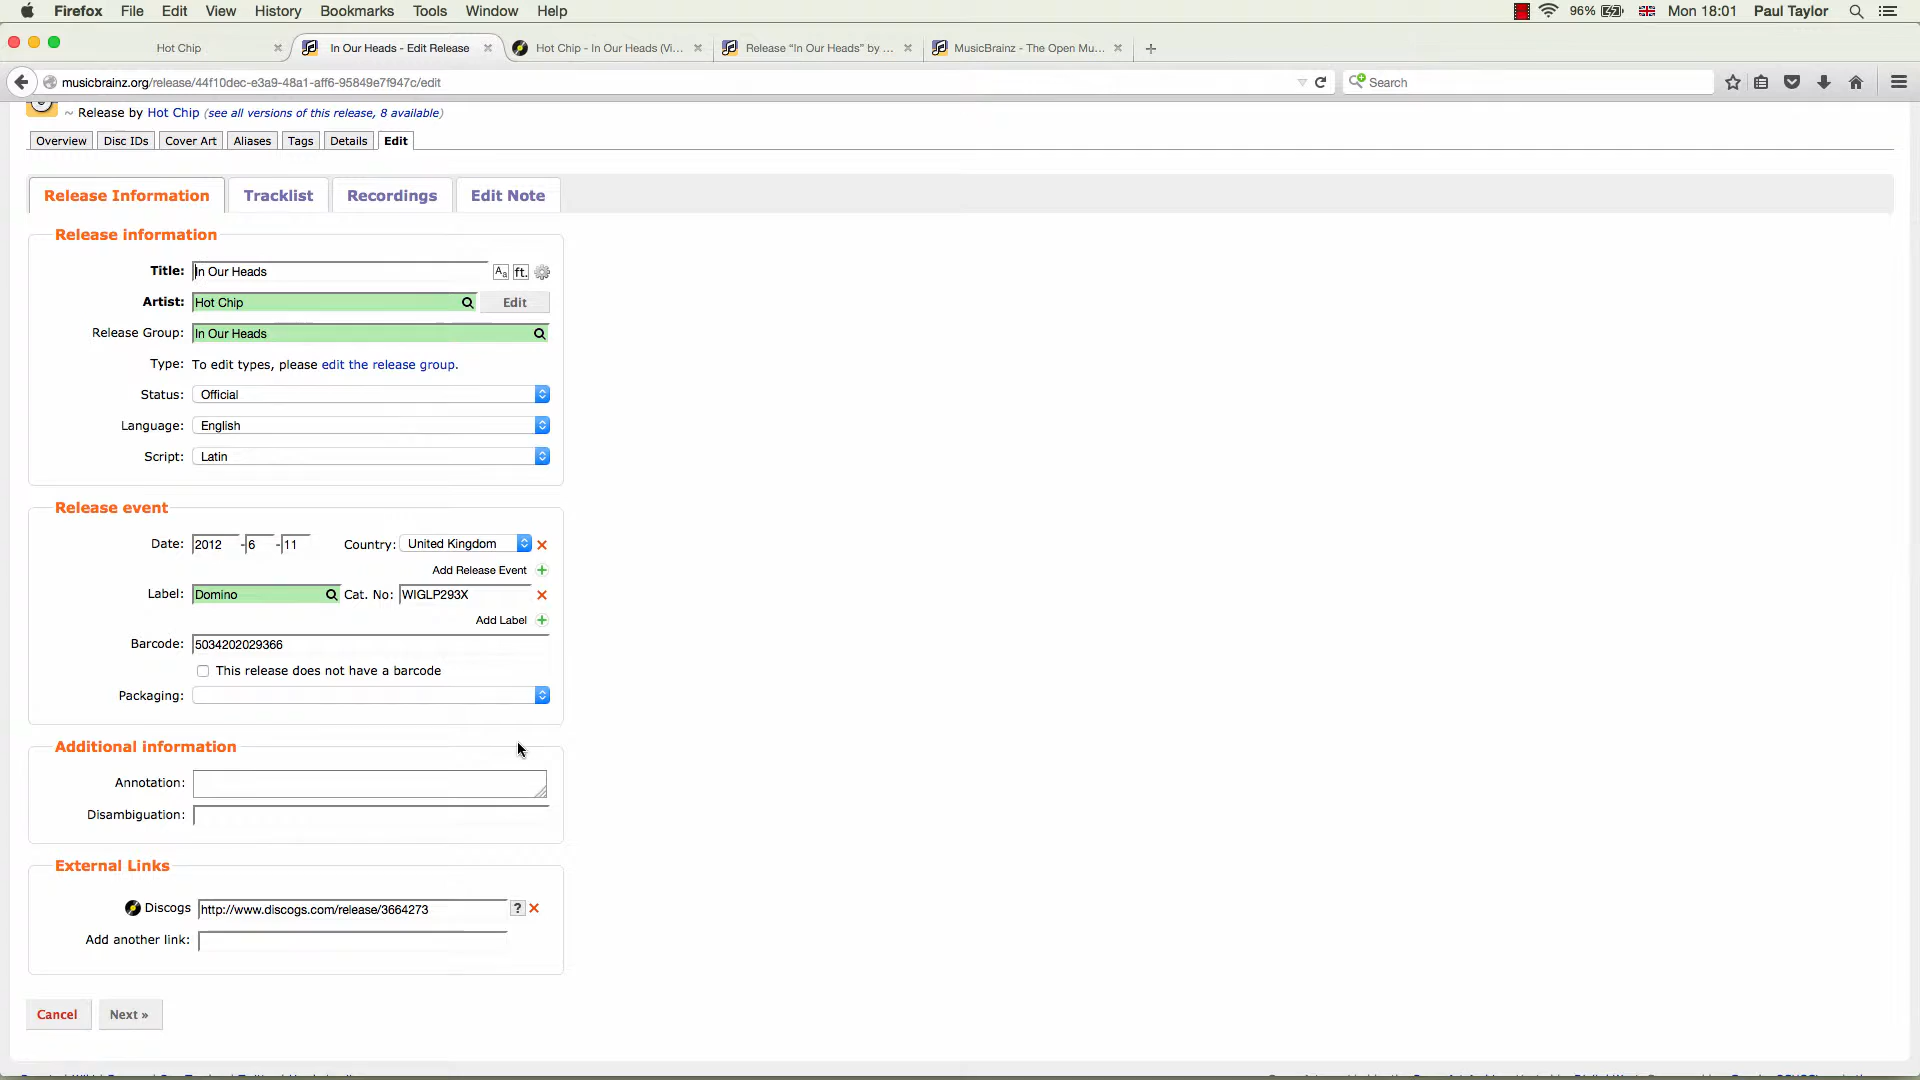 Firefox File Edit View History Bookmarks Tools Window Help 96% Mon 18:01 Paul Taylor
Hot Chip In Our Heads - Edit Release Hot Chip - In Our Heads (Vi... Release “In Our Heads” by ... MusicBrainz - The Open Mu...
musicbrainz.org/release/44f10dec-e3a9-48a1-aff6-95849e7f947c/edit Search
~ Release by Hot Chip (see all versions of this release, 8 available)
Overview Disc IDs Cover Art Aliases Tags Details Edit
Release Information Tracklist Recordings Edit Note
Release information
Title: In Our Heads Aa ft.
Artist: Hot Chip Edit
Release Group: In Our Heads
Type: To edit types, please edit the release group.
Status: Official
Language: English
Script: Latin
Release event
Date: 2012 -6 -11 Country: United Kingdom
Add Release Event
Label: Domino Cat. No: WIGLP293X
Add Label
Barcode: 5034202029366
This release does not have a barcode
Packaging:
Additional information
Annotation:
Disambiguation:
External Links
Discogs http://www.discogs.com/release/3664273 ?
Add another link:
Cancel Next »